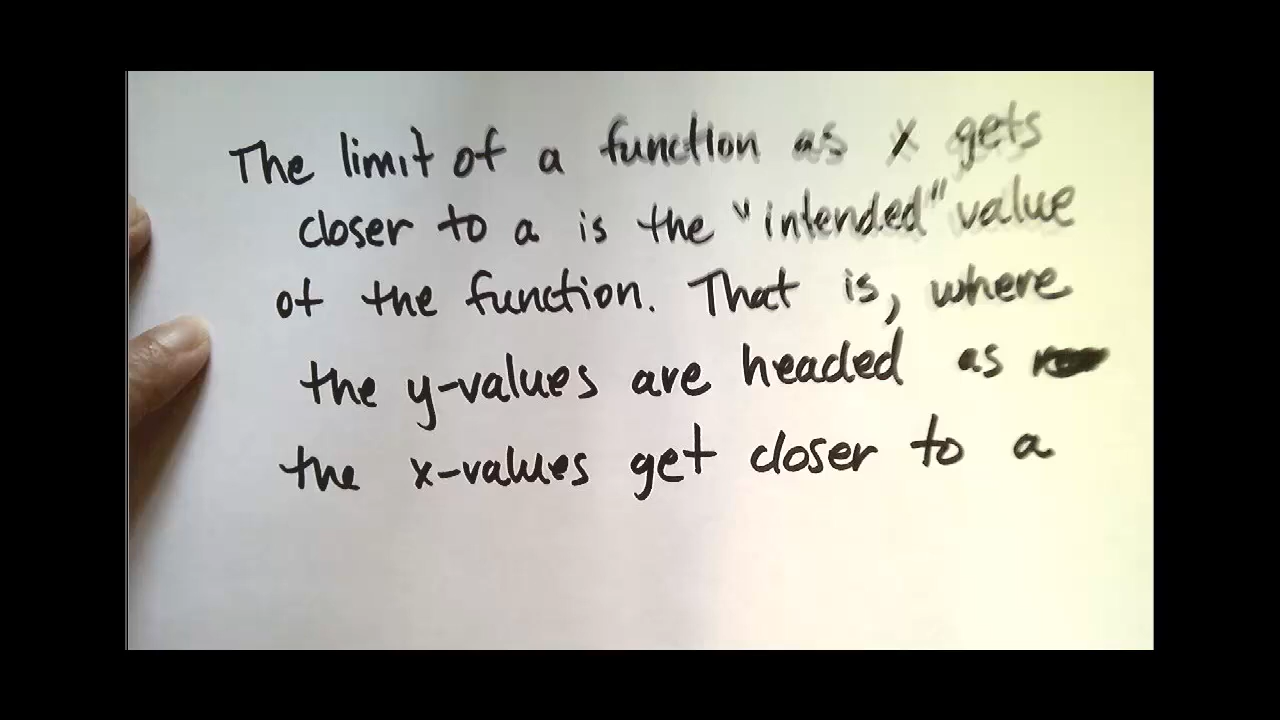 The limit of a function as x gets
closer to a is the "intended" value
of the function. That is, where
the y-values are headed as
the x-values get closer to a